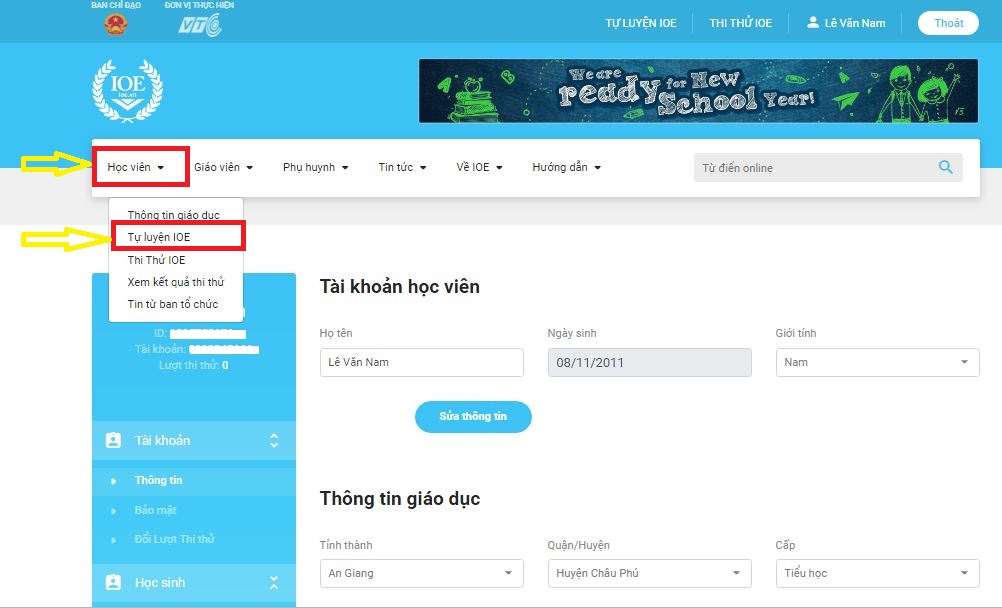 BAN CHỈ ĐẠO
ĐƠN VỊ THỰC HIỆN
VTC
TỰ LUYỆN IOE
THI THỬ IOE
Lê Văn Nam
Thoát
IOE
ioe.vn
We are ready for New School Year!
Học viên
Giáo viên
Phụ huynh
Tin tức
Về IOE
Hướng dẫn
Từ điển online
Thông tin giáo dục
Tự luyện IOE
Thi Thử IOE
Xem kết quả thi thử
Tin từ ban tổ chức
ID:
Tài khoản:
Lượt thi thử: 0
Tài khoản
Thông tin
Bảo mật
Đổi Lượt Thi thử
Học sinh
Tài khoản học viên
Họ tên
Ngày sinh
Giới tính
Lê Văn Nam
08/11/2011
Nam
Sửa thông tin
Thông tin giáo dục
Tỉnh thành
Quận/Huyện
Cấp
An Giang
Huyện Châu Phú
Tiểu học